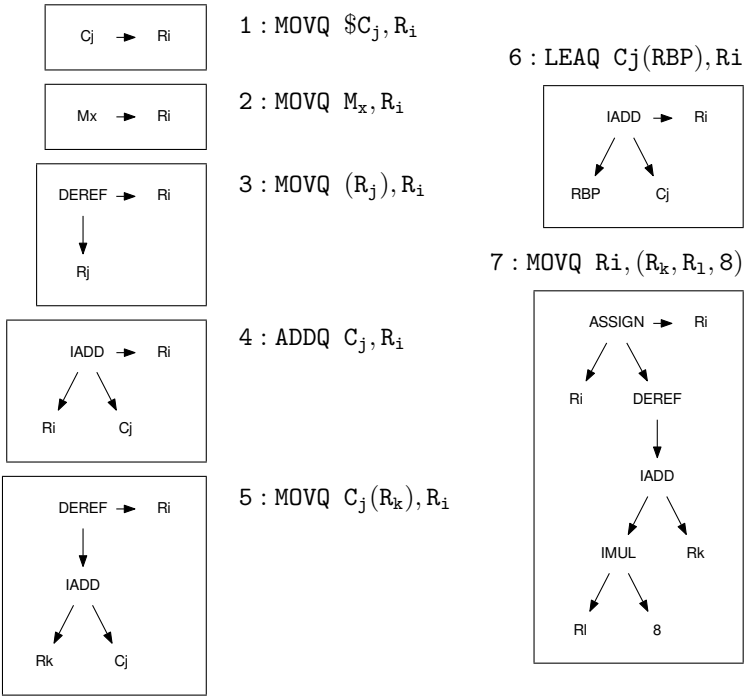 Cj Ri
1 : MOVQ $Cj, Ri
Mx Ri
2 : MOVQ Mx, Ri
DEREF Ri
Rj
3 : MOVQ (Rj), Ri
IADD Ri
Ri Cj
4 : ADDQ Cj, Ri
DEREF Ri
IADD
Rk Cj
5 : MOVQ Cj(Rk), Ri
6 : LEAQ Cj(RBP), Ri
IADD Ri
RBP Cj
7 : MOVQ Ri, (Rk, Rl, 8)
ASSIGN Ri
Ri DEREF
IADD
IMUL Rk
Rl 8